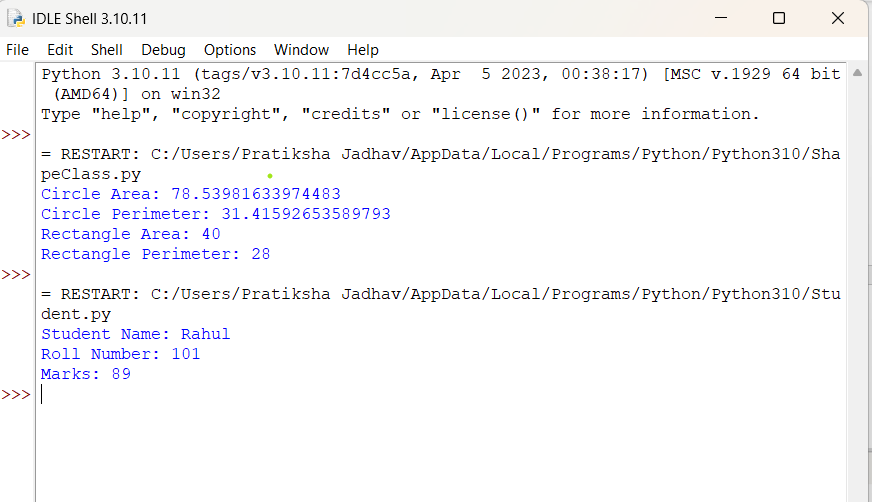 IDLE Shell 3.10.11
File Edit Shell Debug Options Window Help
Python 3.10.11 (tags/v3.10.11:7d4cc5a, Apr  5 2023, 00:38:17) [MSC v.1929 64 bit
 (AMD64)] on win32
Type "help", "copyright", "credits" or "license()" for more information.
>>>
= RESTART: C:/Users/Pratiksha Jadhav/AppData/Local/Programs/Python/Python310/Sha
peClass.py
Circle Area: 78.53981633974483
Circle Perimeter: 31.41592653589793
Rectangle Area: 40
Rectangle Perimeter: 28
>>>
= RESTART: C:/Users/Pratiksha Jadhav/AppData/Local/Programs/Python/Python310/Stu
dent.py
Student Name: Rahul
Roll Number: 101
Marks: 89
>>>